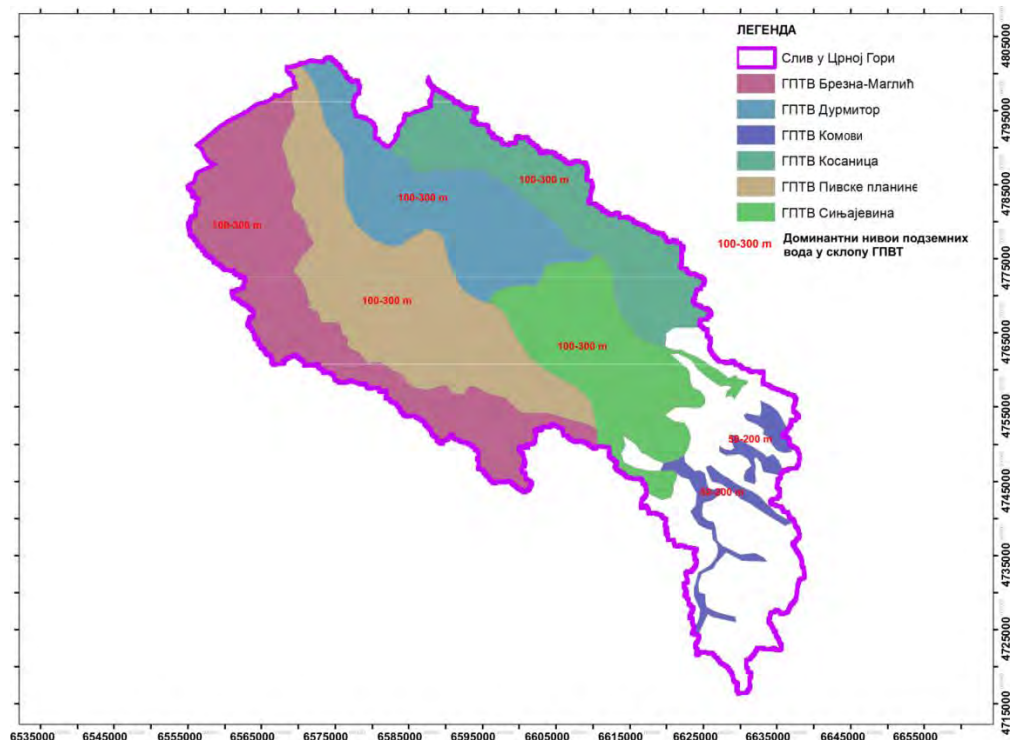 ЛЕГЕНДА
Слив у Црној Гори
ГПТВ Брезна-Маглић
ГПТВ Дурмитор
ГПТВ Комови
ГПТВ Косаница
ГПТВ Пивске планине
ГПТВ Сињајевина
100-300 m Доминантни нивои подземних
вода у склопу ГПВТ
100-300 m
100-300 m
100-300 m
100-300 m
100-300 m
50-200 m
4805000
4795000
4785000
4775000
4765000
4755000
4745000
4735000
4725000
4715000
6535000 6545000 6555000 6565000 6575000 6585000 6595000 6605000 6615000 6625000 6635000 6645000 6655000